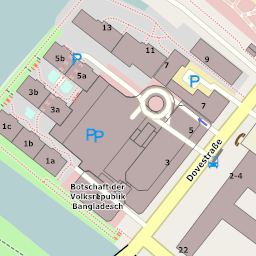 13
11
9
5b
P
5a
7
P
3b
7
3a
5
1c
PP
1b
3
1a
Dovestraße
2-4
Botschaft der
Volksrepublik
Bangladesch
1
22